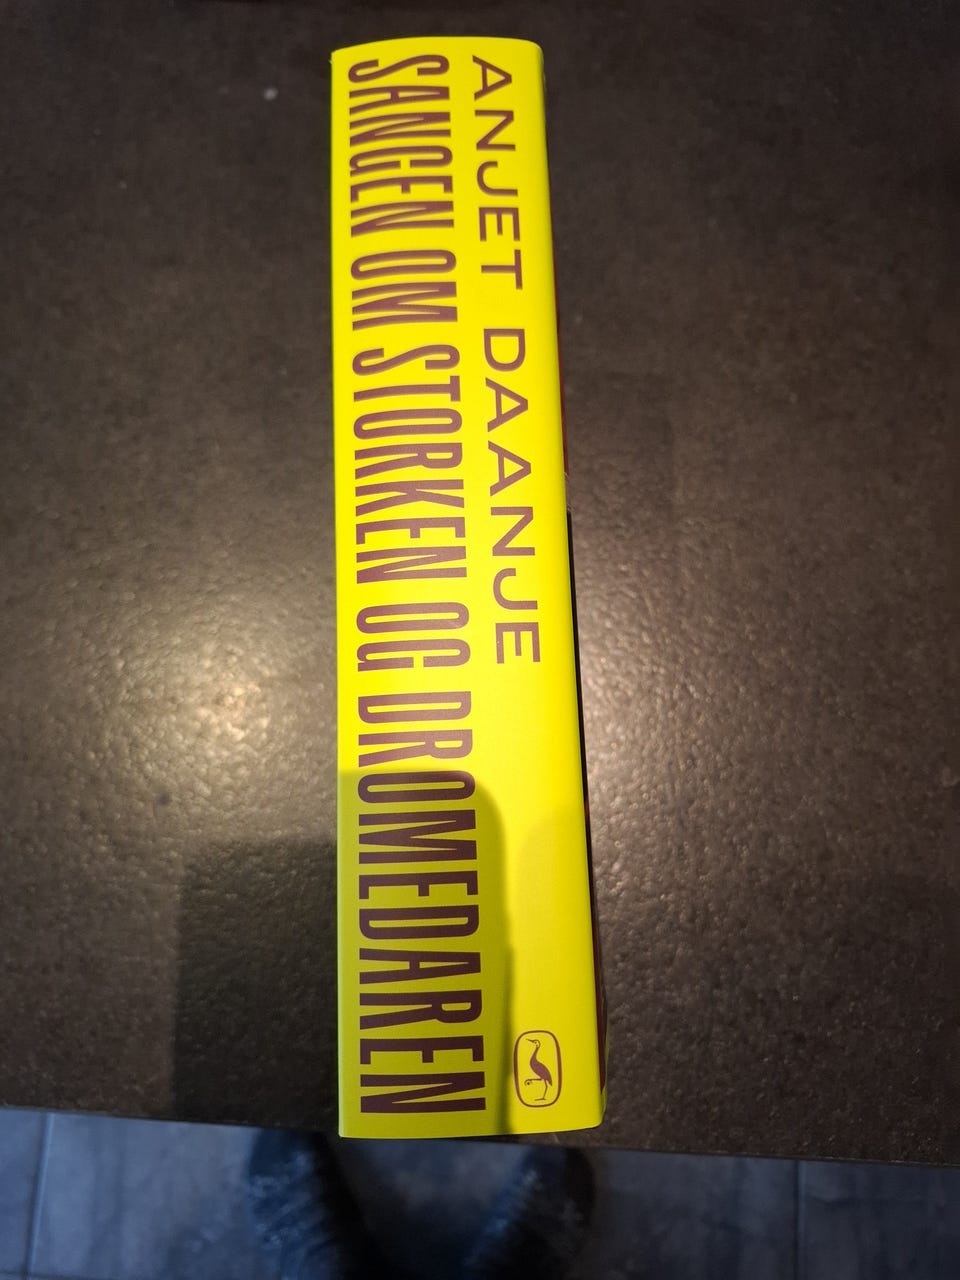 ANJET DAANJE
SANGEN OM STORKEN OG DROMEDAREN